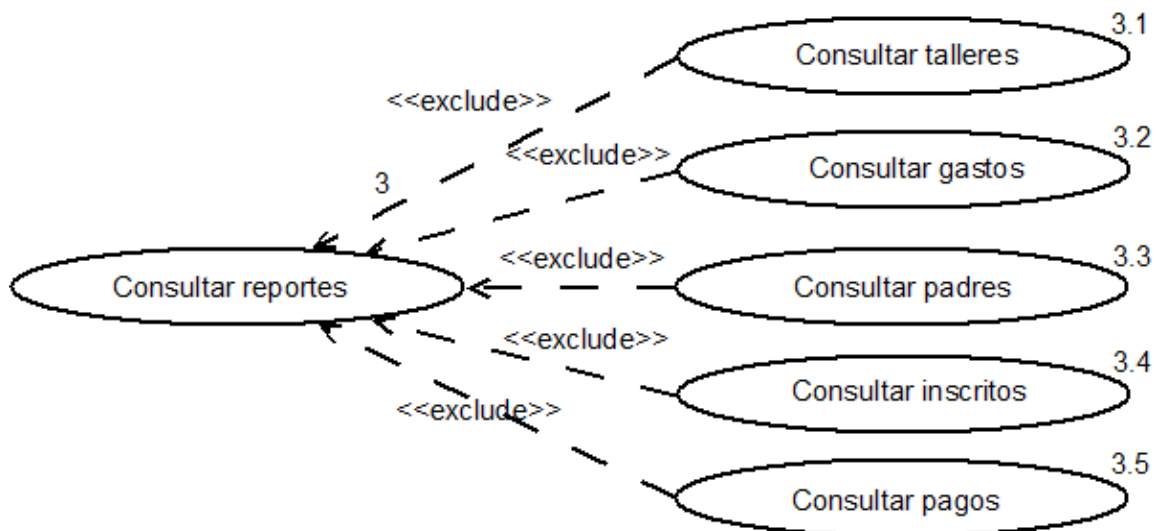 3.1
Consultar talleres
<<exclude>>
3.2
<<exclude>>
Consultar gastos
3
3.3
<<exclude>>
Consultar reportes
Consultar padres
<<exclude>>
3.4
Consultar inscritos
<<exclude>>
3.5
Consultar pagos